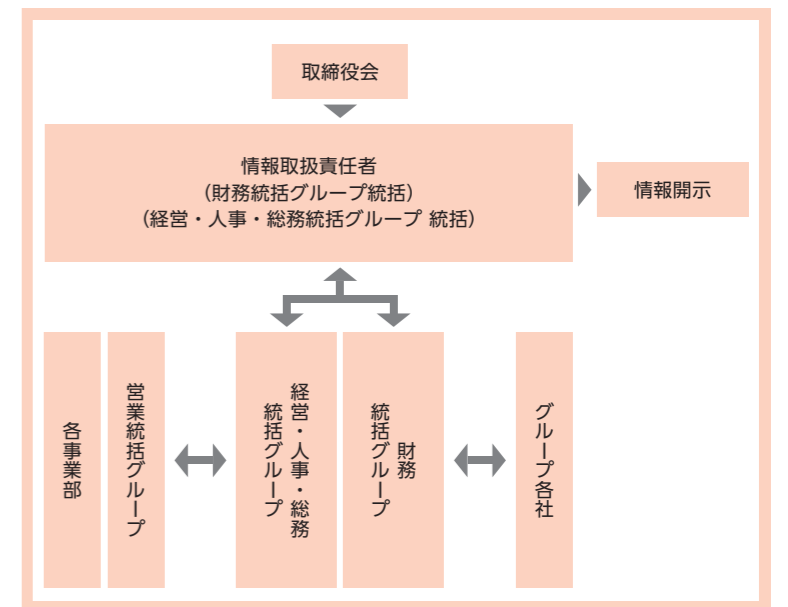 取締役会
情報取扱責任者
（財務統括グループ統括）
（経営・人事・総務統括グループ 統括）
情報開示
各事業部
営業統括グループ
経営・人事・総務
統括グループ
財務
統括グループ
グループ各社